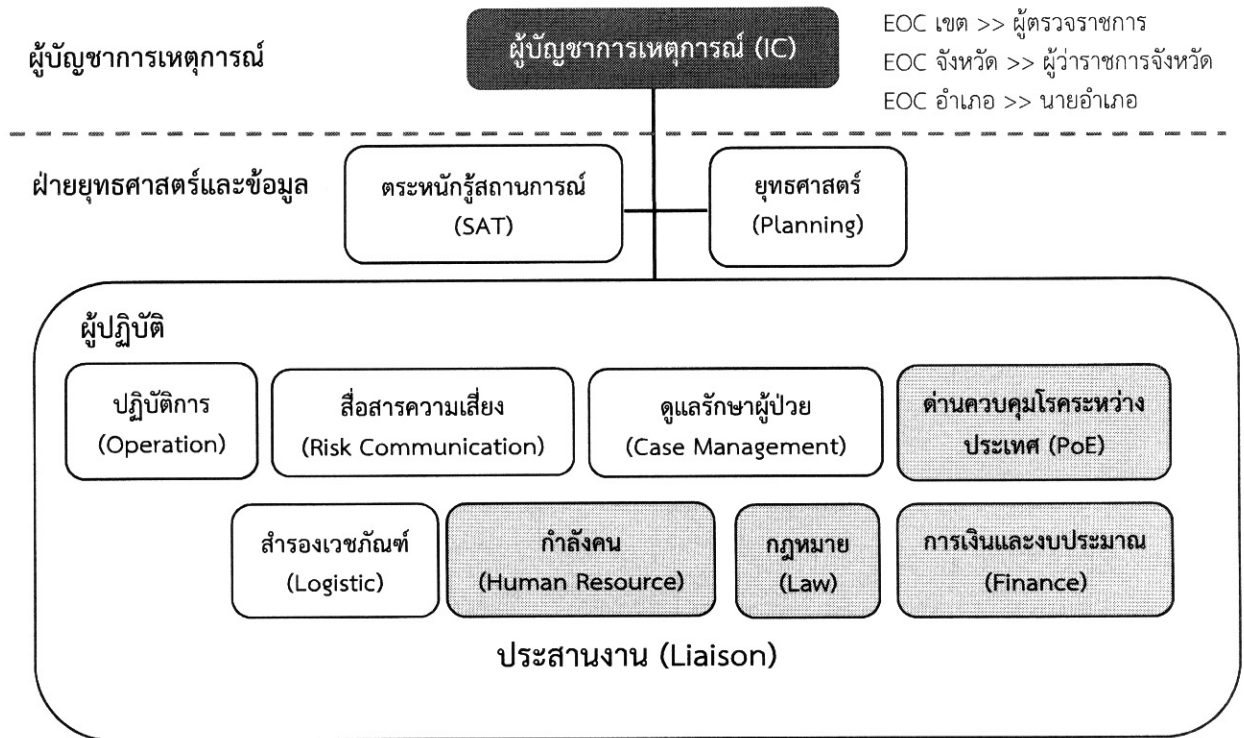 ผู้บัญชาการเหตุการณ์
ผู้บัญชาการเหตุการณ์ (IC)
EOC เขต >> ผู้ตรวจราชการ
EOC จังหวัด >> ผู้ว่าราชการจังหวัด
EOC อำเภอ >> นายอำเภอ
ฝ่ายยุทธศาสตร์และข้อมูล
ตระหนักรู้สถานการณ์
(SAT)
ยุทธศาสตร์
(Planning)
ผู้ปฏิบัติ
ปฏิบัติการ
(Operation)
สื่อสารความเสี่ยง
(Risk Communication)
ดูแลรักษาผู้ป่วย
(Case Management)
ด่านควบคุมโรคระหว่าง
ประเทศ (PoE)
สำรองเวชภัณฑ์
(Logistic)
กำลังคน
(Human Resource)
กฎหมาย
(Law)
การเงินและงบประมาณ
(Finance)
ประสานงาน (Liaison)